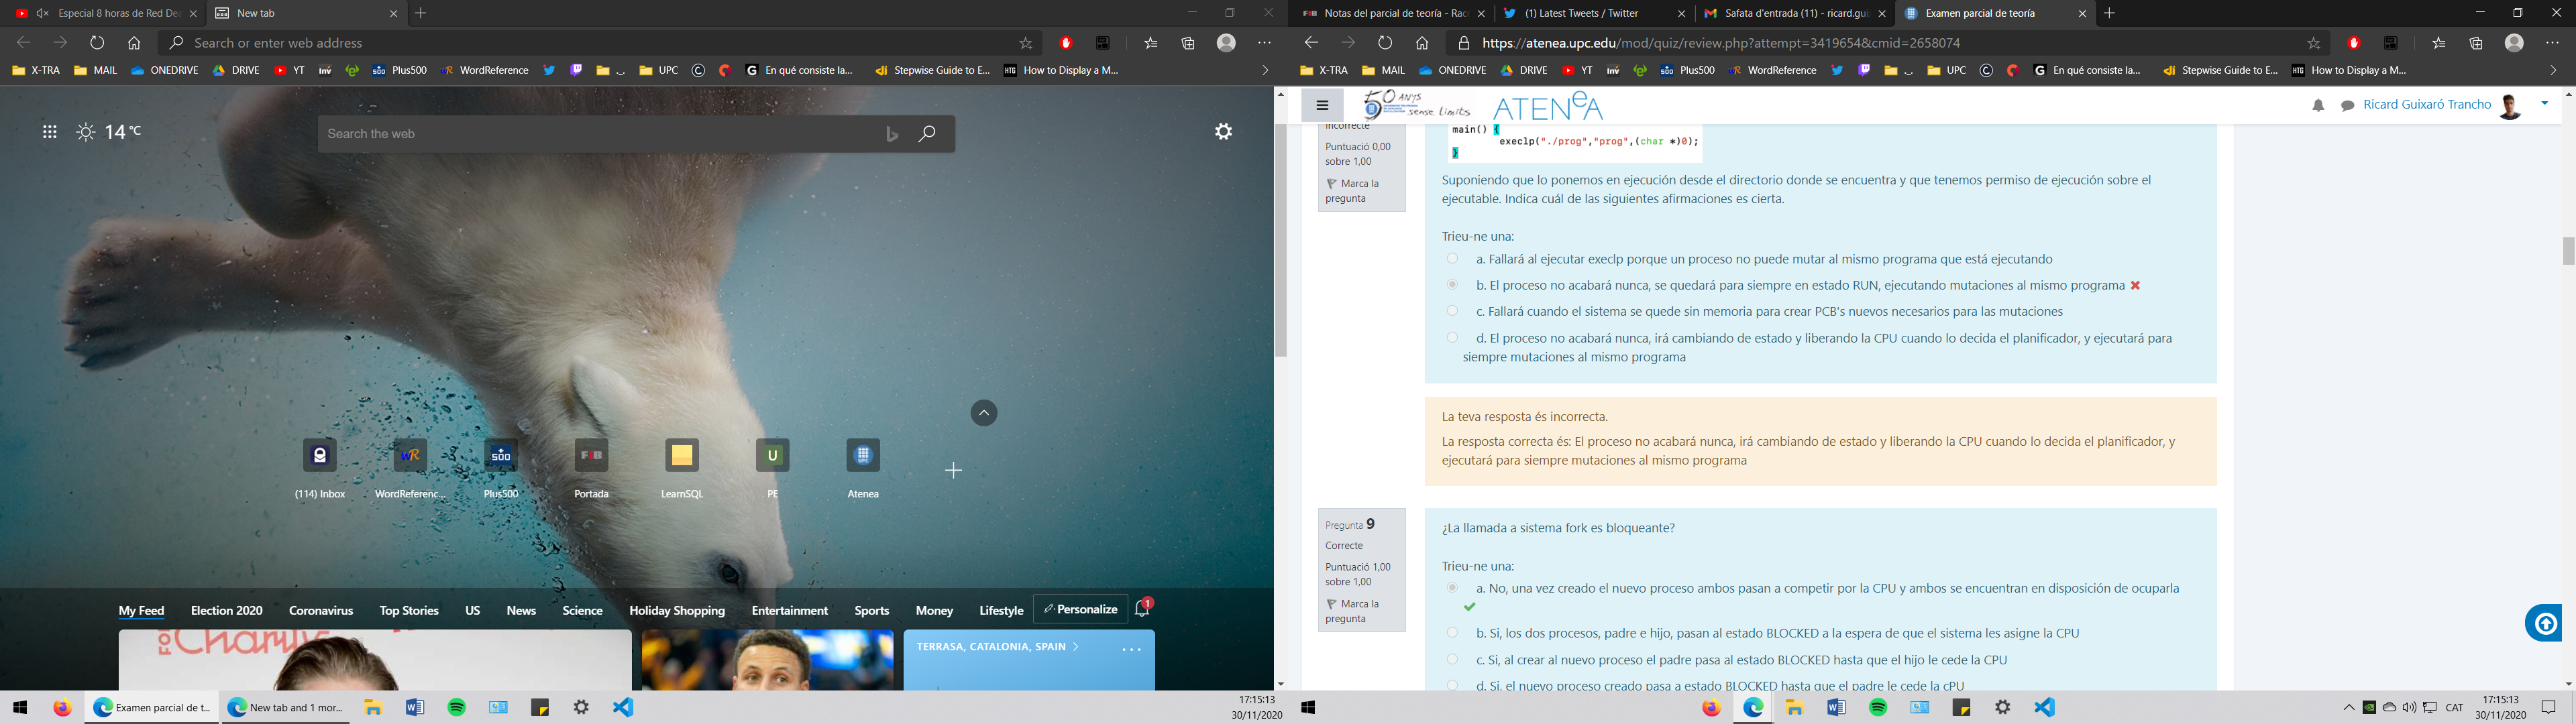 Especial 8 horas de Red De
New tab
Search or enter web address
X-TRA
MAIL
ONEDRIVE
DRIVE
YT
inv
Plus500
WordReference
UPC
En qué consiste la...
Stepwise Guide to E...
HTG How to Display a M...
14 °C
Search the web
(114) Inbox
WordReferenc...
Plus500
Portada
LearnSQL
PE
Atenea
My Feed
Election 2020
Coronavirus
Top Stories
US
News
Science
Holiday Shopping
Entertainment
Sports
Money
Lifestyle
Personalize
1
TERRASA, CATALONIA, SPAIN
Examen parcial de t...
New tab and 1 mor...
17:15:13
30/11/2020
Notas del parcial de teoría - Rac
(1) Latest Tweets / Twitter
Safata d'entrada (11) - ricard.gui
Examen parcial de teoría
https://atenea.upc.edu/mod/quiz/review.php?attempt=3419654&cmid=2658074
X-TRA
MAIL
ONEDRIVE
DRIVE
YT
inv
Plus500
WordReference
UPC
En qué consiste la...
Stepwise Guide to E...
HTG How to Display a M...
50 ANYS
sense límits
ATENEA
Ricard Guixaró Trancho
Incorrecte
Puntuació 0,00
sobre 1,00
Marca la
pregunta
main() {
execlp("./prog","prog",(char *)0);
}
Suponiendo que lo ponemos en ejecución desde el directorio donde se encuentra y que tenemos permiso de ejecución sobre el
ejecutable. Indica cuál de las siguientes afirmaciones es cierta.
Trieu-ne una:
a. Fallará al ejecutar execlp porque un proceso no puede mutar al mismo programa que está ejecutando
b. El proceso no acabará nunca, se quedará para siempre en estado RUN, ejecutando mutaciones al mismo programa
c. Fallará cuando el sistema se quede sin memoria para crear PCB's nuevos necesarios para las mutaciones
d. El proceso no acabará nunca, irá cambiando de estado y liberando la CPU cuando lo decida el planificador, y ejecutará para
siempre mutaciones al mismo programa
La teva resposta és incorrecta.
La resposta correcta és: El proceso no acabará nunca, irá cambiando de estado y liberando la CPU cuando lo decida el planificador, y
ejecutará para siempre mutaciones al mismo programa
Pregunta 9
Correcte
Puntuació 1,00
sobre 1,00
Marca la
pregunta
¿La llamada a sistema fork es bloqueante?
Trieu-ne una:
a. No, una vez creado el nuevo proceso ambos pasan a competir por la CPU y ambos se encuentran en disposición de ocuparla
b. Si, los dos procesos, padre e hijo, pasan al estado BLOCKED a la espera de que el sistema les asigne la CPU
c. Si, al crear al nuevo proceso el padre pasa al estado BLOCKED hasta que el hijo le cede la CPU
d. Si, el nuevo proceso creado pasa a estado BLOCKED hasta que el padre le cede la cPU
CAT
17:15:13
30/11/2020